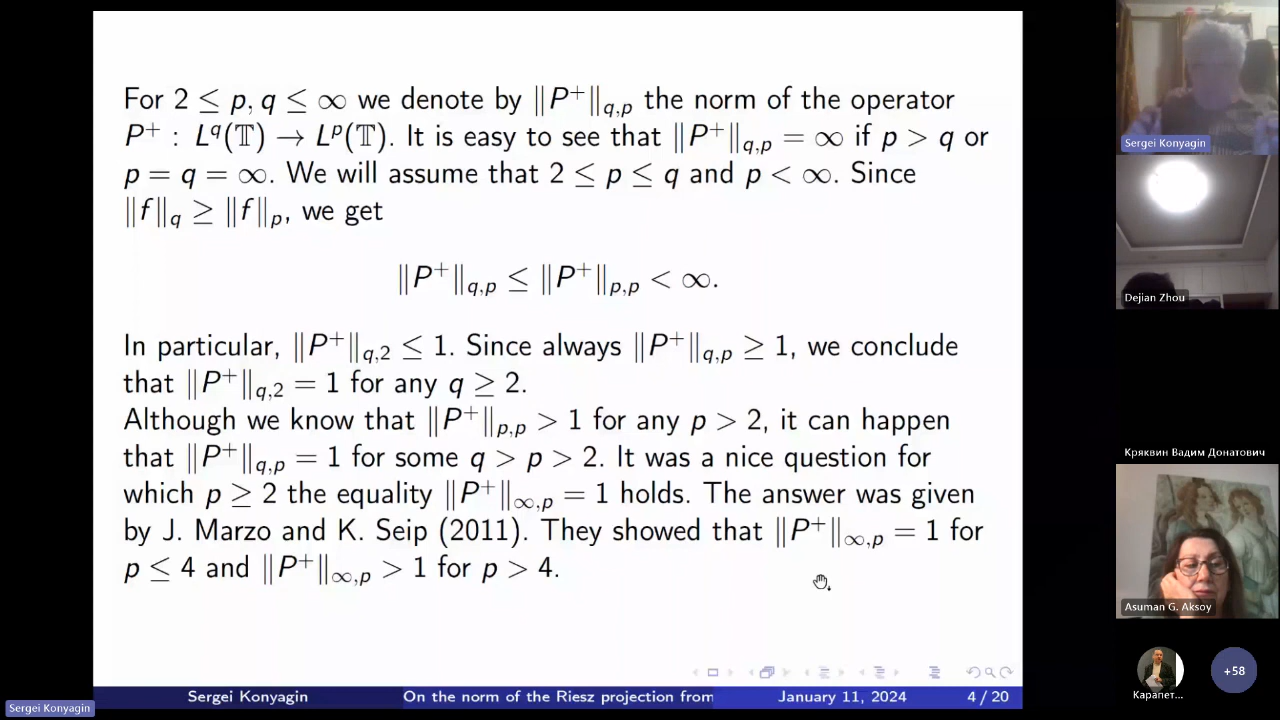 For 2 ≤ p, q ≤ ∞ we denote by ‖P⁺‖q,p the norm of the operator
P⁺ : Lq(𝕋) → Lp(𝕋). It is easy to see that ‖P⁺‖q,p = ∞ if p > q or
p = q = ∞. We will assume that 2 ≤ p ≤ q and p < ∞. Since
‖f‖q ≥ ‖f‖p, we get
‖P⁺‖q,p ≤ ‖P⁺‖p,p < ∞.
In particular, ‖P⁺‖q,2 ≤ 1. Since always ‖P⁺‖q,p ≥ 1, we conclude
that ‖P⁺‖q,2 = 1 for any q ≥ 2.
Although we know that ‖P⁺‖p,p > 1 for any p > 2, it can happen
that ‖P⁺‖q,p = 1 for some q > p > 2. It was a nice question for
which p ≥ 2 the equality ‖P⁺‖∞,p = 1 holds. The answer was given
by J. Marzo and K. Seip (2011). They showed that ‖P⁺‖∞,p = 1 for
p ≤ 4 and ‖P⁺‖∞,p > 1 for p > 4.
Sergei Konyagin
On the norm of the Riesz projection from
January 11, 2024
4 / 20
Sergei Konyagin
Sergei Konyagin
Dejian Zhou
Кряквин Вадим Донатович
Asuman G. Aksoy
Карапет...
+58